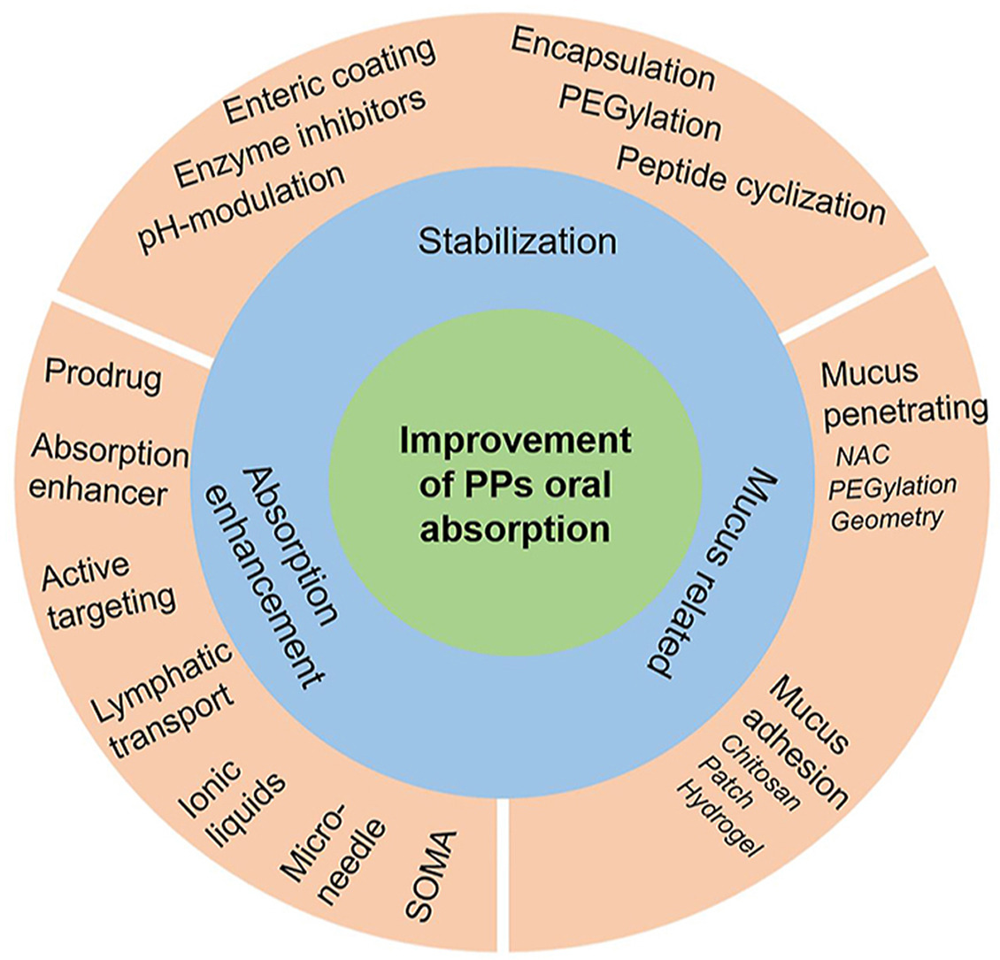 Enteric coating
Enzyme inhibitors
pH-modulation
Encapsulation
PEGylation
Peptide cyclization
Stabilization
Improvement
of PPs oral
absorption
Absorption
enhancement
Mucus related
Prodrug
Absorption
enhancer
Active
targeting
Lymphatic
transport
Ionic
liquids
Micro-
needle
SOMA
Mucus
penetrating
NAC
PEGylation
Geometry
Mucus
adhesion
Chitosan
Patch
Hydrogel